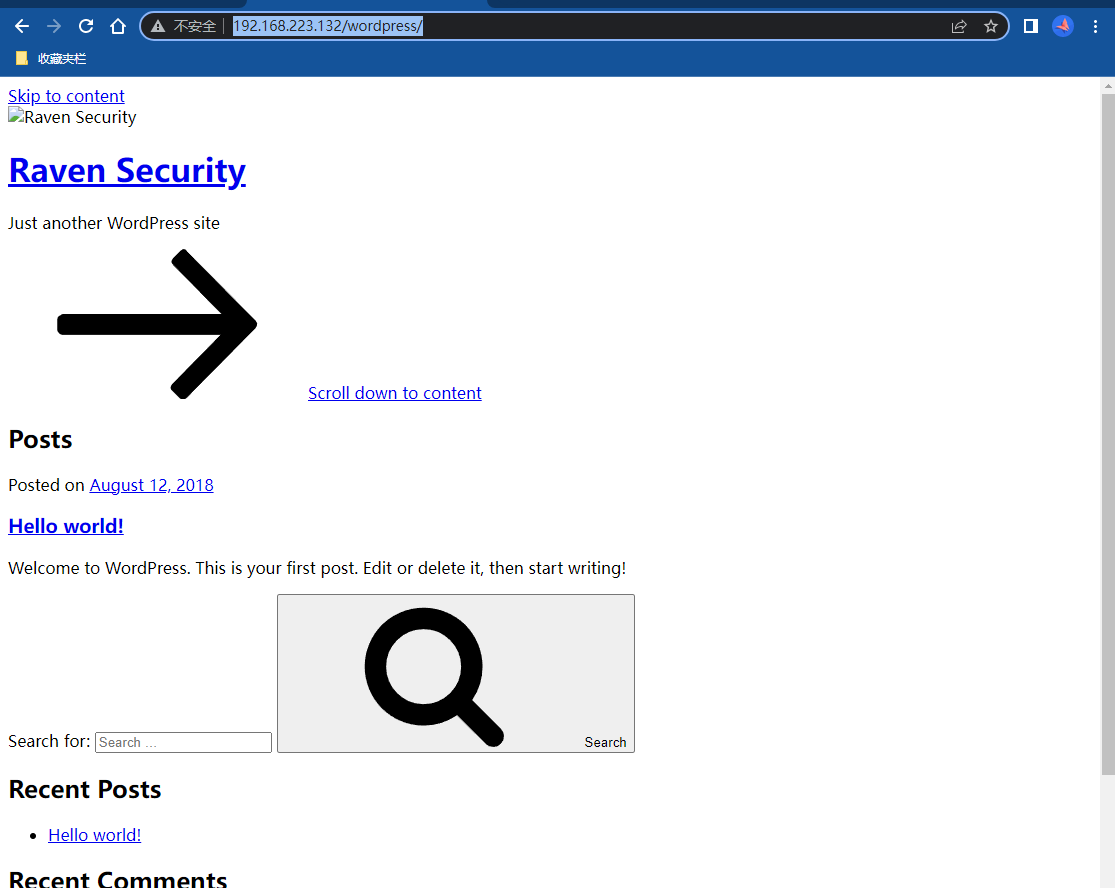 不安全 192.168.223.132/wordpress/
收藏夹栏
Skip to content
Raven Security
Raven Security
Just another WordPress site
Scroll down to content
Posts
Posted on August 12, 2018
Hello world!
Welcome to WordPress. This is your first post. Edit or delete it, then start writing!
Search for: Search … Search
Recent Posts
Hello world!
Recent Comments